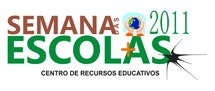 SEMANA DAS 2011
ESCOLAS
CENTRO DE RECURSOS EDUCATIVOS